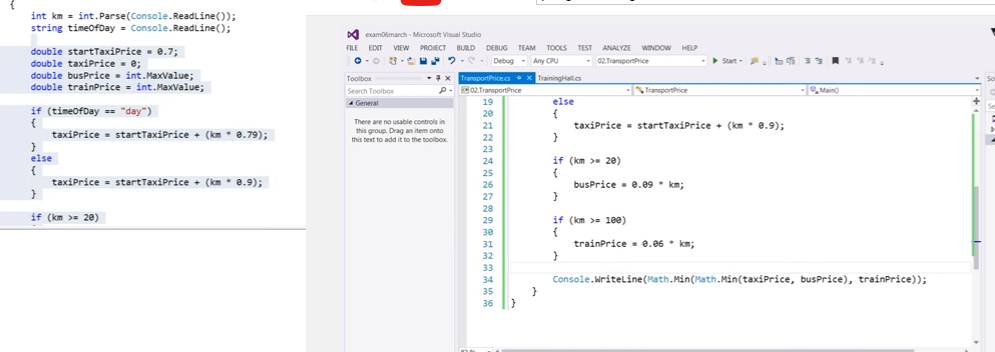 {
int km = int.Parse(Console.ReadLine());
string timeOfDay = Console.ReadLine();
double startTaxiPrice = 0.7;
double taxiPrice = 0;
double busPrice = int.MaxValue;
double trainPrice = int.MaxValue;
if (timeOfDay == "day")
{
taxiPrice = startTaxiPrice + (km * 0.79);
}
else
{
taxiPrice = startTaxiPrice + (km * 0.9);
}
if (km >= 20)
exam06march - Microsoft Visual Studio
FILE EDIT VIEW PROJECT BUILD DEBUG TEAM TOOLS TEST ANALYZE WINDOW HELP
Debug Any CPU 02.TransportPrice Start
Toolbox
Search Toolbox
General
There are no usable controls in
this group. Drag an item onto
this text to add it to the toolbox.
TransportPrice.cs TrainingHall.cs
02.TransportPrice TransportPrice Main()
19 else
20 {
21 taxiPrice = startTaxiPrice + (km * 0.9);
22 }
23
24 if (km >= 20)
25 {
26 busPrice = 0.09 * km;
27 }
28
29 if (km >= 100)
30 {
31 trainPrice = 0.06 * km;
32 }
33
34 Console.WriteLine(Math.Min(Math.Min(taxiPrice, busPrice), trainPrice));
35 }
36 }